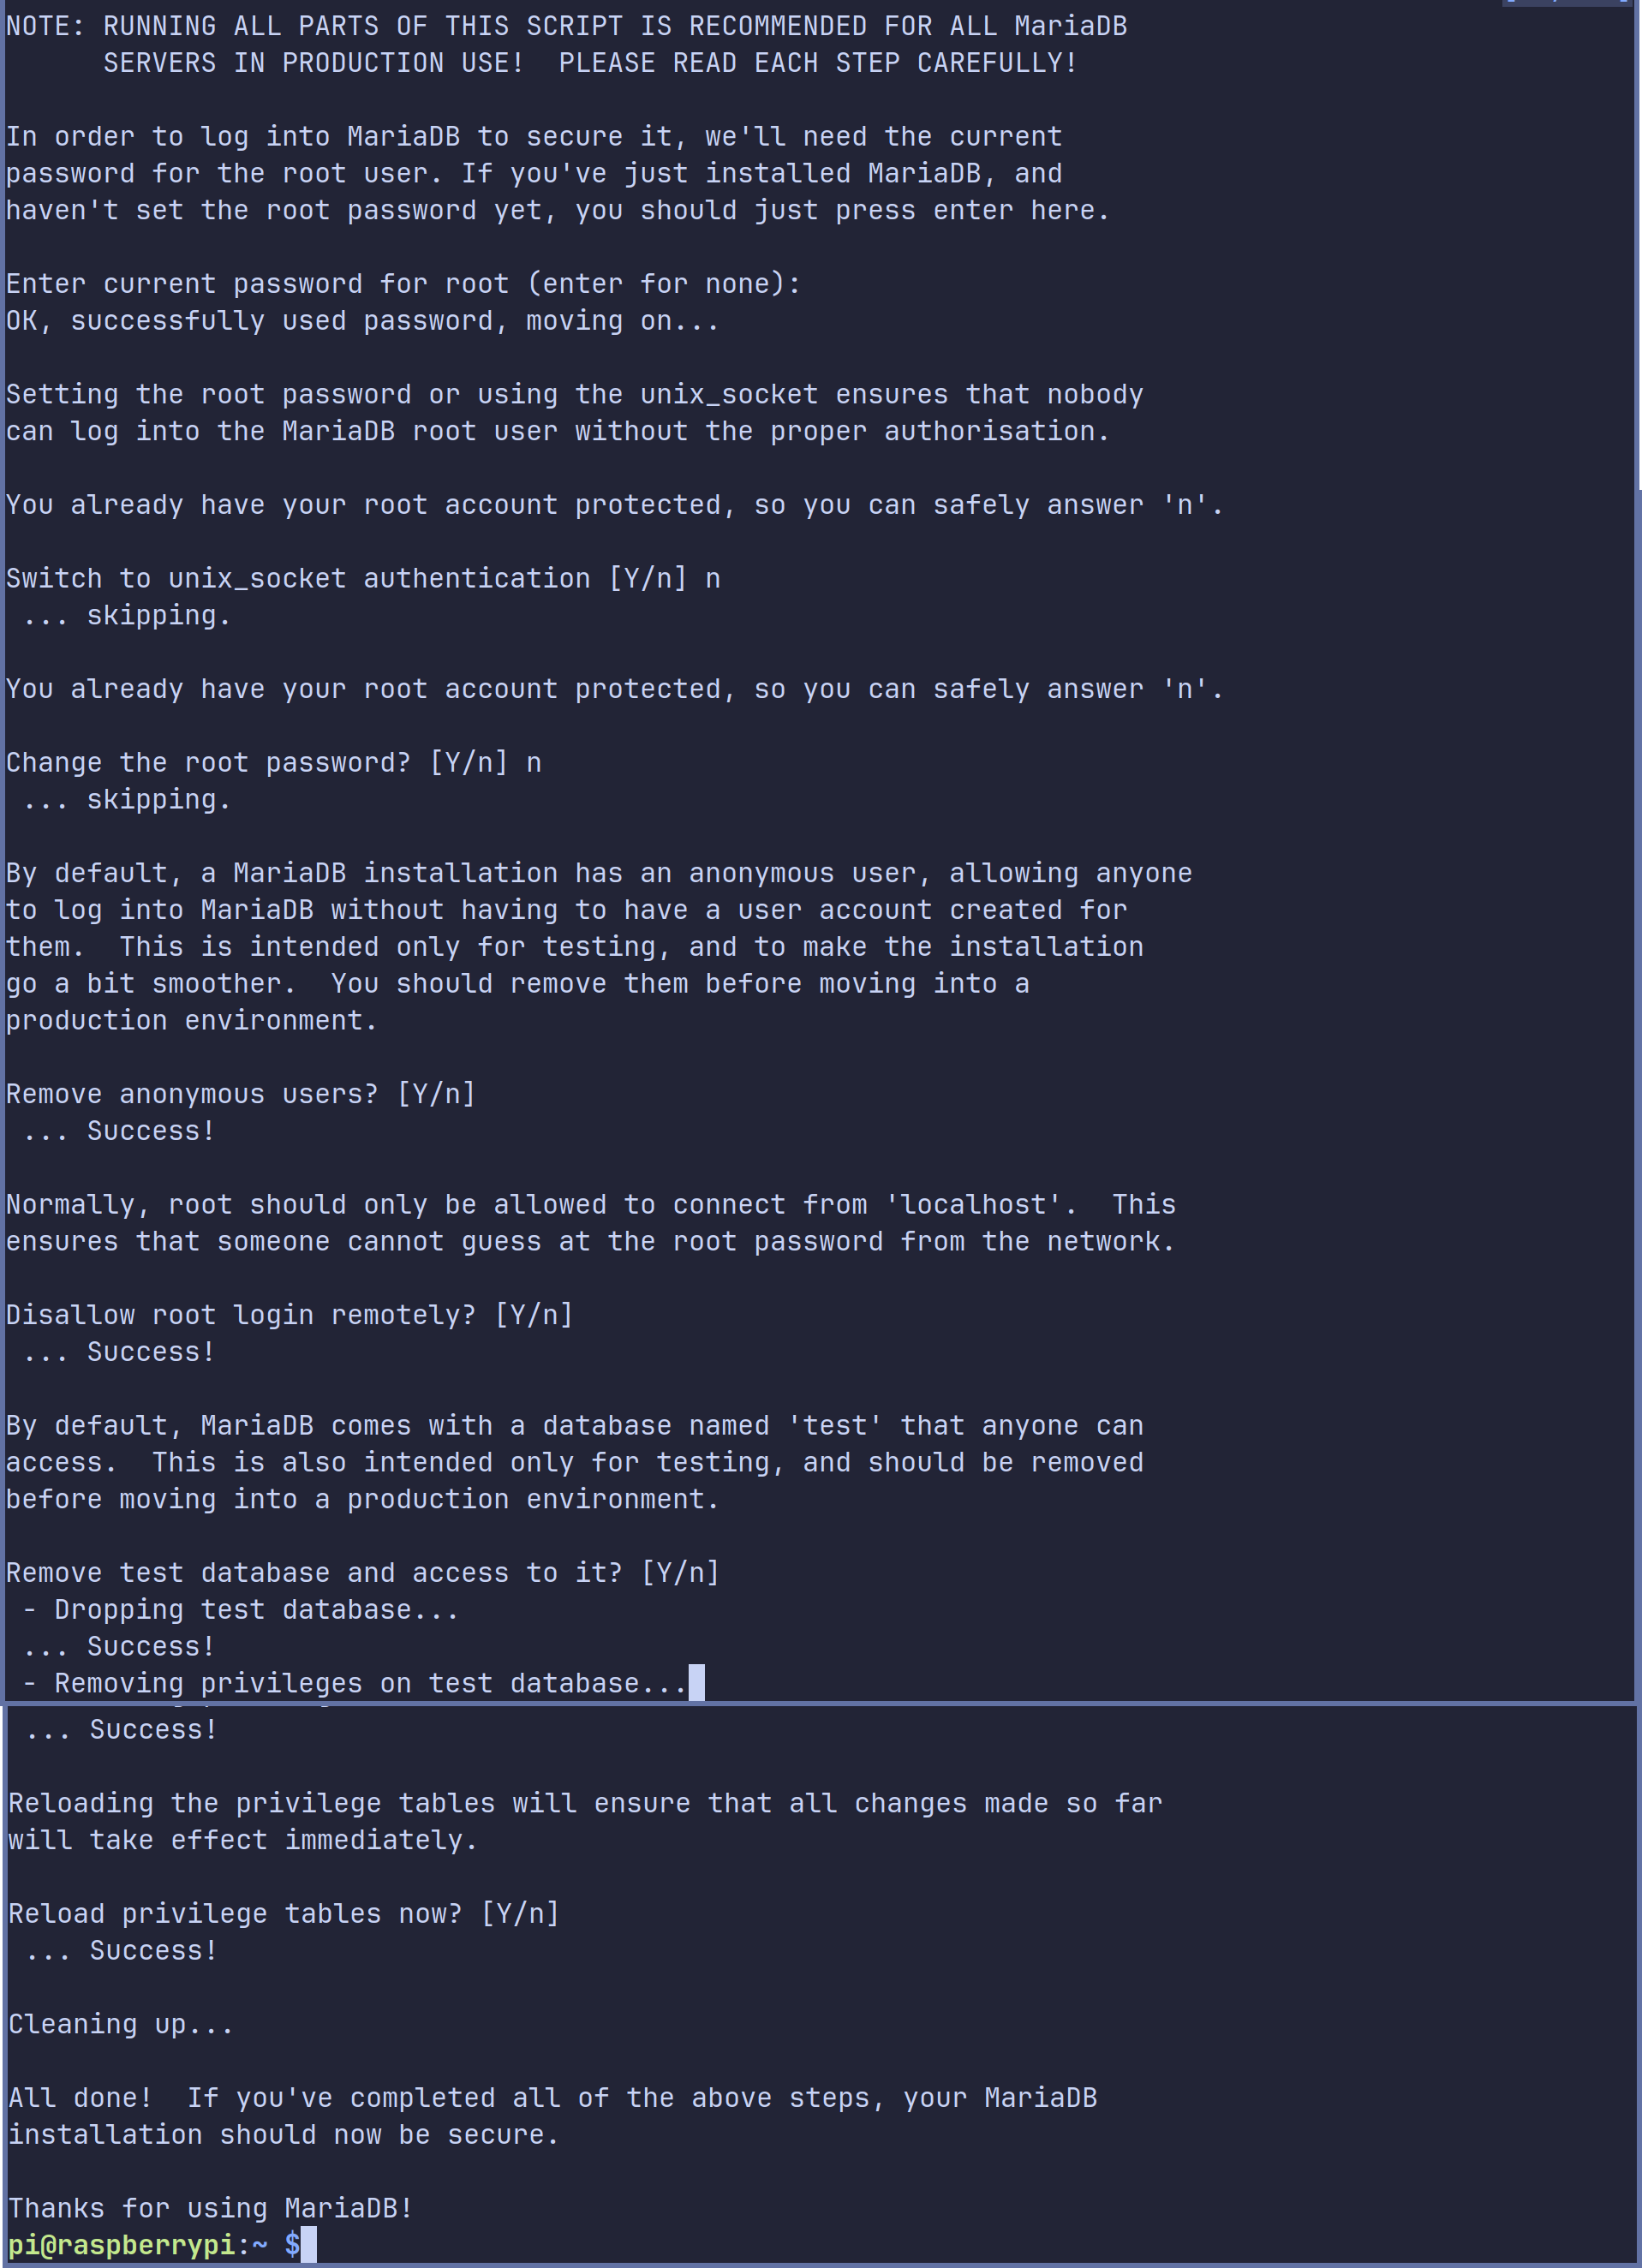 NOTE: RUNNING ALL PARTS OF THIS SCRIPT IS RECOMMENDED FOR ALL MariaDB
      SERVERS IN PRODUCTION USE!  PLEASE READ EACH STEP CAREFULLY!

In order to log into MariaDB to secure it, we'll need the current
password for the root user. If you've just installed MariaDB, and
haven't set the root password yet, you should just press enter here.

Enter current password for root (enter for none):
OK, successfully used password, moving on...

Setting the root password or using the unix_socket ensures that nobody
can log into the MariaDB root user without the proper authorisation.

You already have your root account protected, so you can safely answer 'n'.

Switch to unix_socket authentication [Y/n] n
 ... skipping.

You already have your root account protected, so you can safely answer 'n'.

Change the root password? [Y/n] n
 ... skipping.

By default, a MariaDB installation has an anonymous user, allowing anyone
to log into MariaDB without having to have a user account created for
them.  This is intended only for testing, and to make the installation
go a bit smoother.  You should remove them before moving into a
production environment.

Remove anonymous users? [Y/n]
 ... Success!

Normally, root should only be allowed to connect from 'localhost'.  This
ensures that someone cannot guess at the root password from the network.

Disallow root login remotely? [Y/n]
 ... Success!

By default, MariaDB comes with a database named 'test' that anyone can
access.  This is also intended only for testing, and should be removed
before moving into a production environment.

Remove test database and access to it? [Y/n]
 - Dropping test database...
 ... Success!
 - Removing privileges on test database...
 ... Success!

Reloading the privilege tables will ensure that all changes made so far
will take effect immediately.

Reload privilege tables now? [Y/n]
 ... Success!

Cleaning up...

All done!  If you've completed all of the above steps, your MariaDB
installation should now be secure.

Thanks for using MariaDB!
pi@raspberrypi:~ $